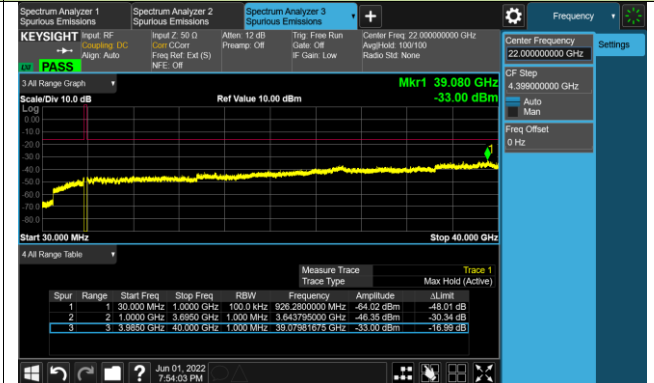 Spectrum Analyzer 1
Spurious Emissions
Spectrum Analyzer 2
Spurious Emissions
Spectrum Analyzer 3
Spurious Emissions
+
Frequency
KEYSIGHT
Input: RF
Coupling: DC
Align: Auto
Input Z: 50 Ω
Corr CCorr
Freq Ref: Ext (S)
NFE: Off
Atten: 12 dB
Preamp: Off
Trig: Free Run
Gate: Off
IF Gain: Low
Center Freq: 22.000000000 GHz
Avg|Hold: 100/100
Radio Std: None
PASS
Center Frequency
22.000000000 GHz
Settings
CF Step
4.399000000 GHz
Auto
Man
Freq Offset
0 Hz
3 All Range Graph
Mkr1 39.080 GHz
Scale/Div 10.0 dB
Ref Value 10.00 dBm
-33.00 dBm
Log
0.00
-10.0
-20.0
-30.0
-40.0
-50.0
-60.0
-70.0
-80.0
1
Start 30.000 MHz
Stop 40.000 GHz
4 All Range Table
Measure Trace Trace 1
Trace Type Max Hold (Active)
Spur Range Start Freq Stop Freq RBW Frequency Amplitude ΔLimit
1 1 30.000 MHz 1.0000 GHz 100.0 kHz 926.2800000 MHz -64.02 dBm -48.01 dB
2 2 1.0000 GHz 3.6950 GHz 1.000 MHz 3.643795000 GHz -46.35 dBm -30.34 dB
3 3 3.9850 GHz 40.000 GHz 1.000 MHz 39.07981675 GHz -33.00 dBm -16.99 dB
?
Jun 01, 2022
7:54:03 PM